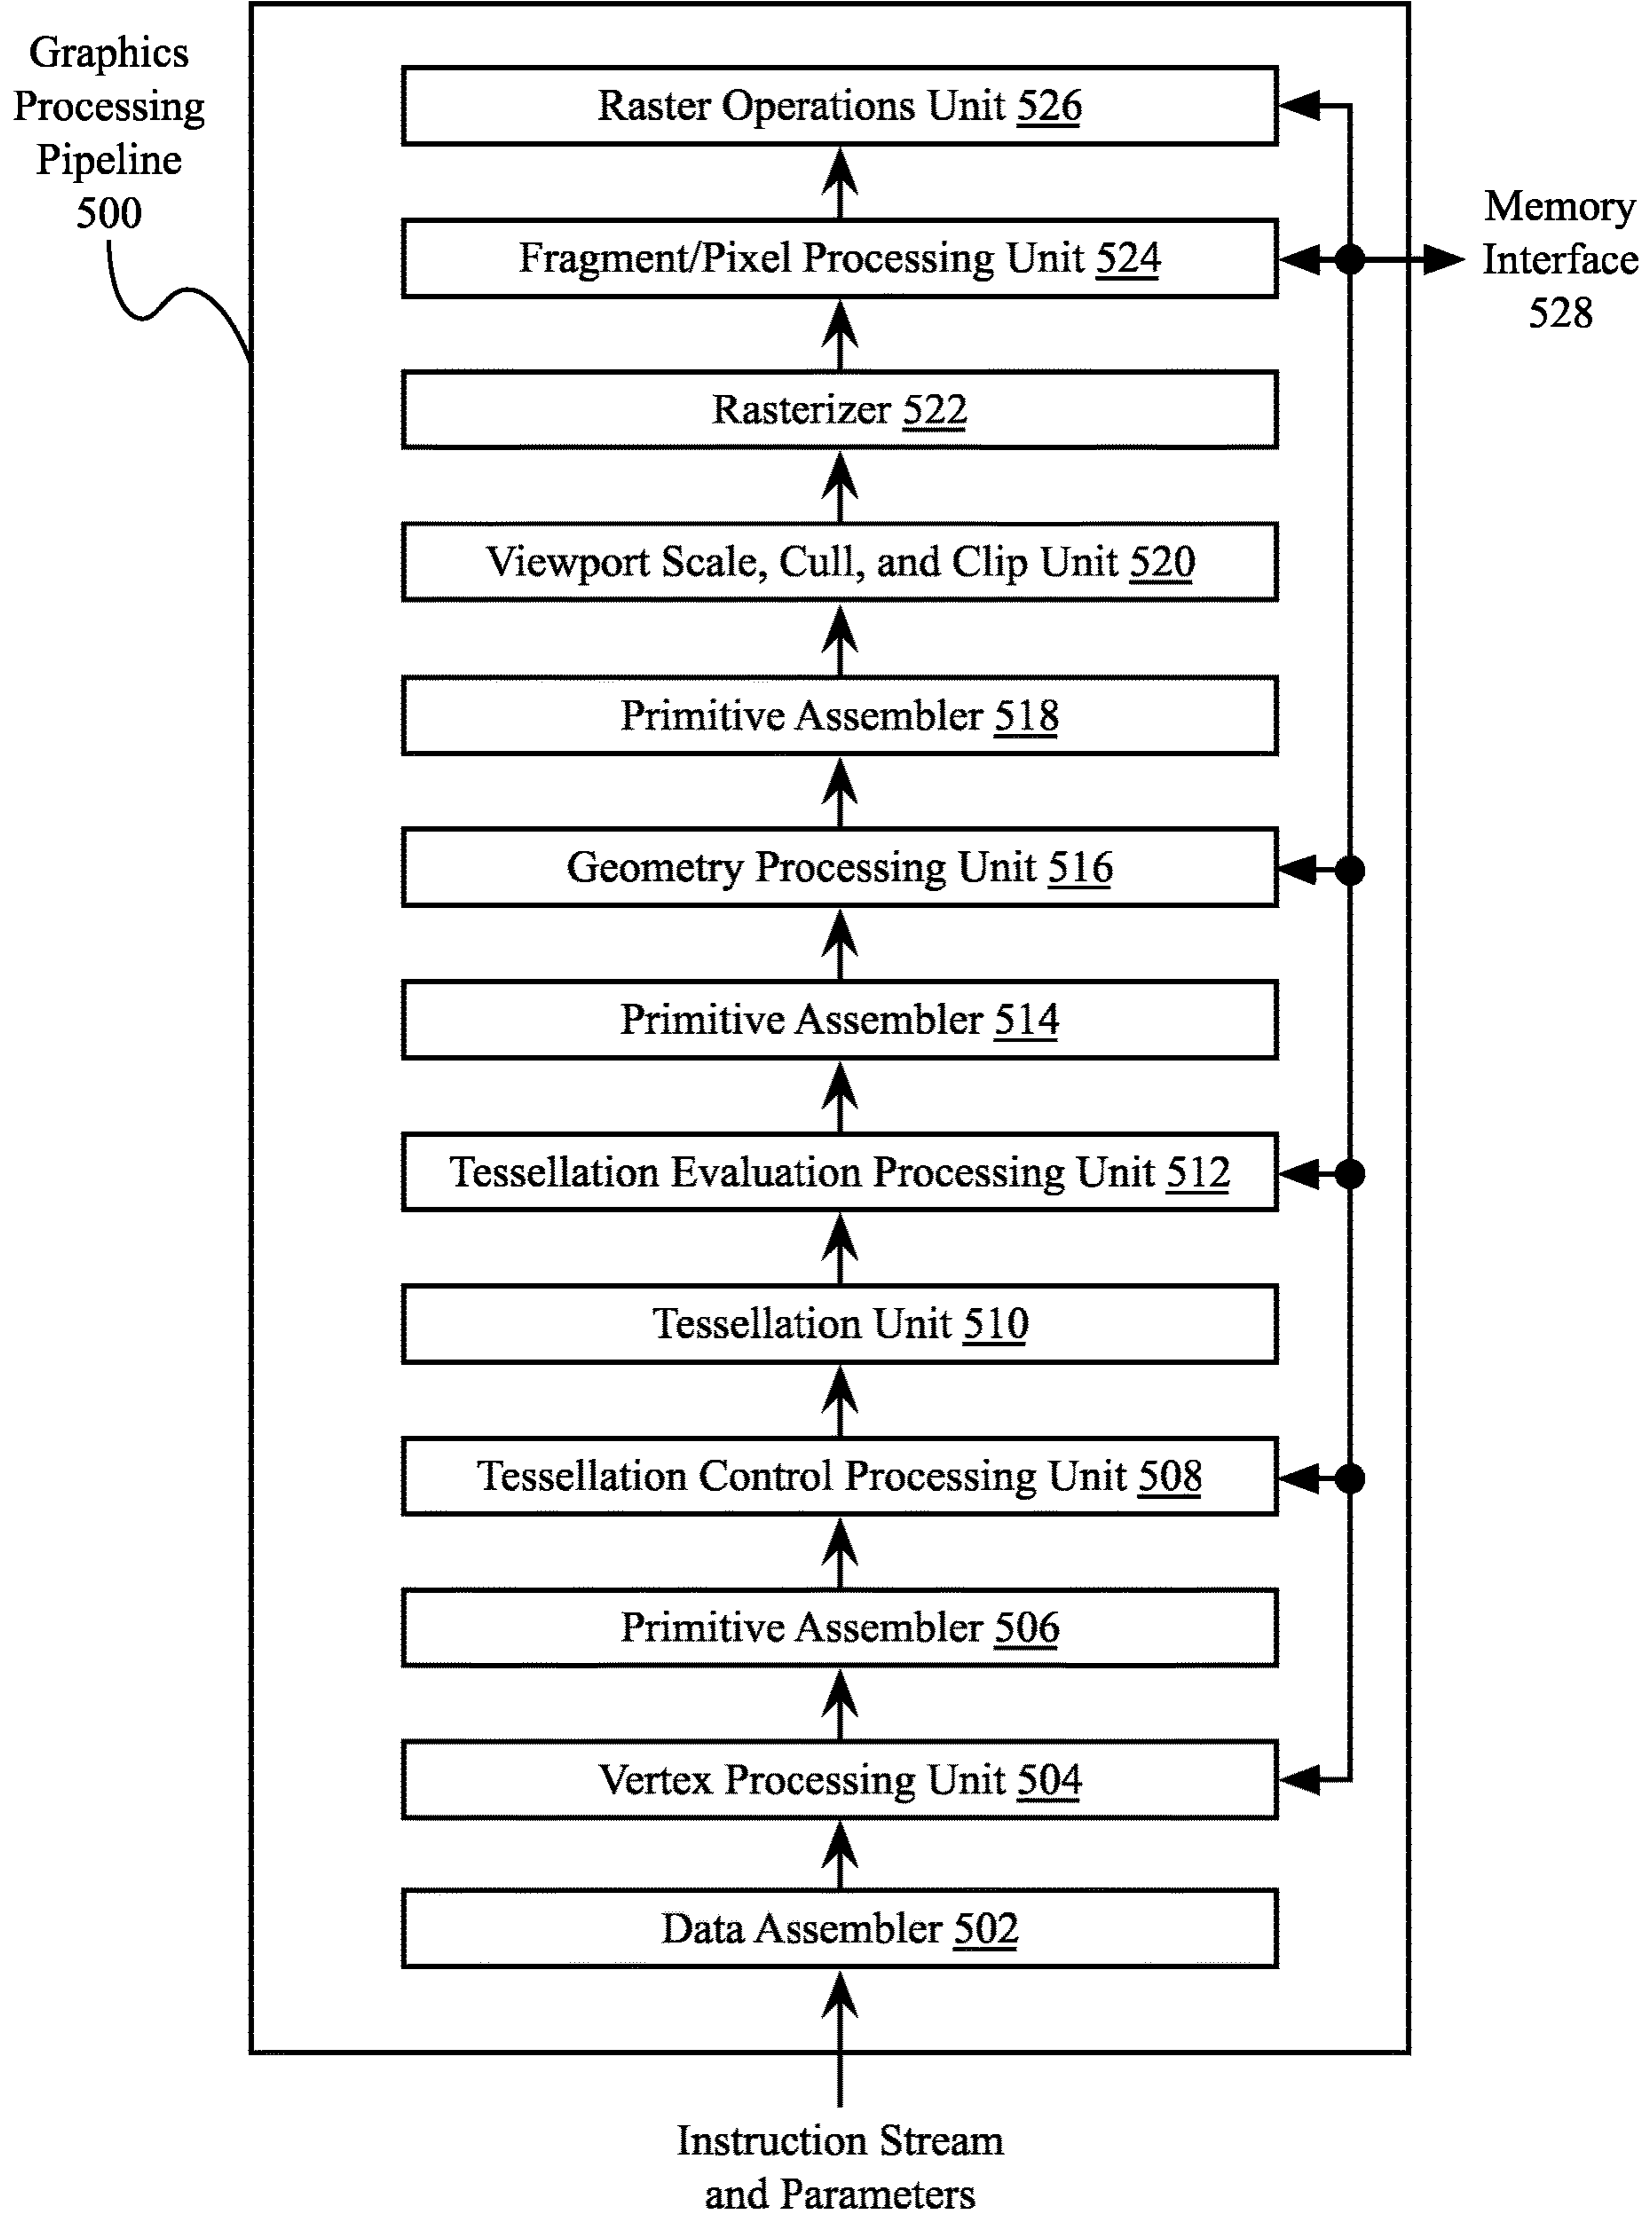 Graphics
Processing
Pipeline
500
Raster Operations Unit 526
Fragment/Pixel Processing Unit 524
Memory
Interface
528
Rasterizer 522
Viewport Scale, Cull, and Clip Unit 520
Primitive Assembler 518
Geometry Processing Unit 516
Primitive Assembler 514
Tessellation Evaluation Processing Unit 512
Tessellation Unit 510
Tessellation Control Processing Unit 508
Primitive Assembler 506
Vertex Processing Unit 504
Data Assembler 502
Instruction Stream
and Parameters